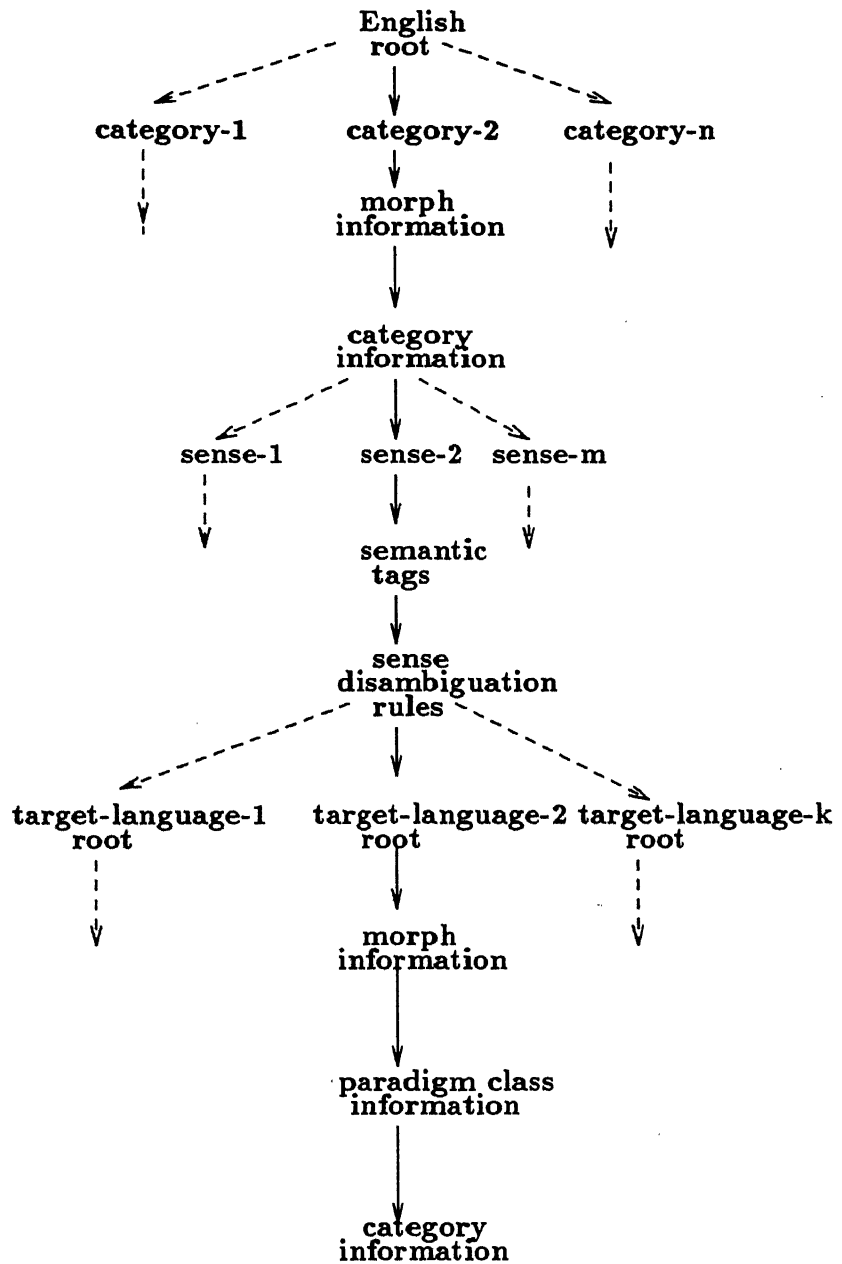 English
root
category-1 category-2 category-n
morph
information
category
information
sense-1 sense-2 sense-m
semantic
tags
sense
disambiguation
rules
target-language-1 target-language-2 target-language-k
root root root
morph
information
paradigm class
information
category
information